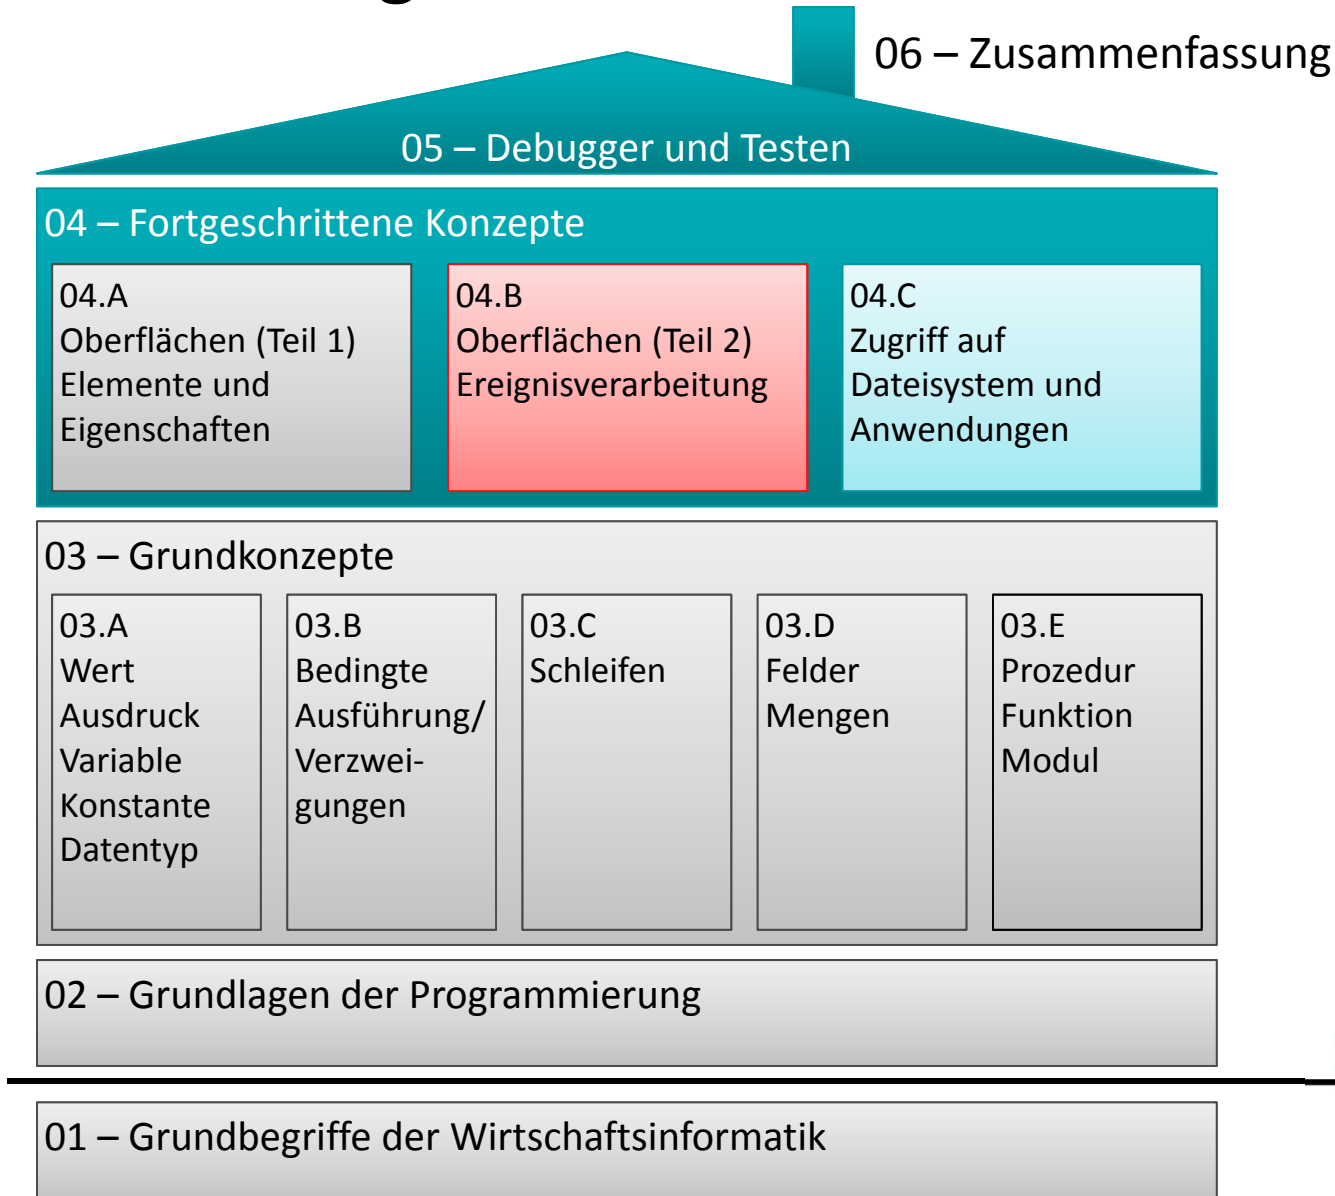 06 – Zusammenfassung
05 – Debugger und Testen
04 – Fortgeschrittene Konzepte
04.A
Oberflächen (Teil 1)
Elemente und
Eigenschaften
04.B
Oberflächen (Teil 2)
Ereignisverarbeitung
04.C
Zugriff auf
Dateisystem und
Anwendungen
03 – Grundkonzepte
03.A
Wert
Ausdruck
Variable
Konstante
Datentyp
03.B
Bedingte
Ausführung/
Verzwei-
gungen
03.C
Schleifen
03.D
Felder
Mengen
03.E
Prozedur
Funktion
Modul
02 – Grundlagen der Programmierung
01 – Grundbegriffe der Wirtschaftsinformatik